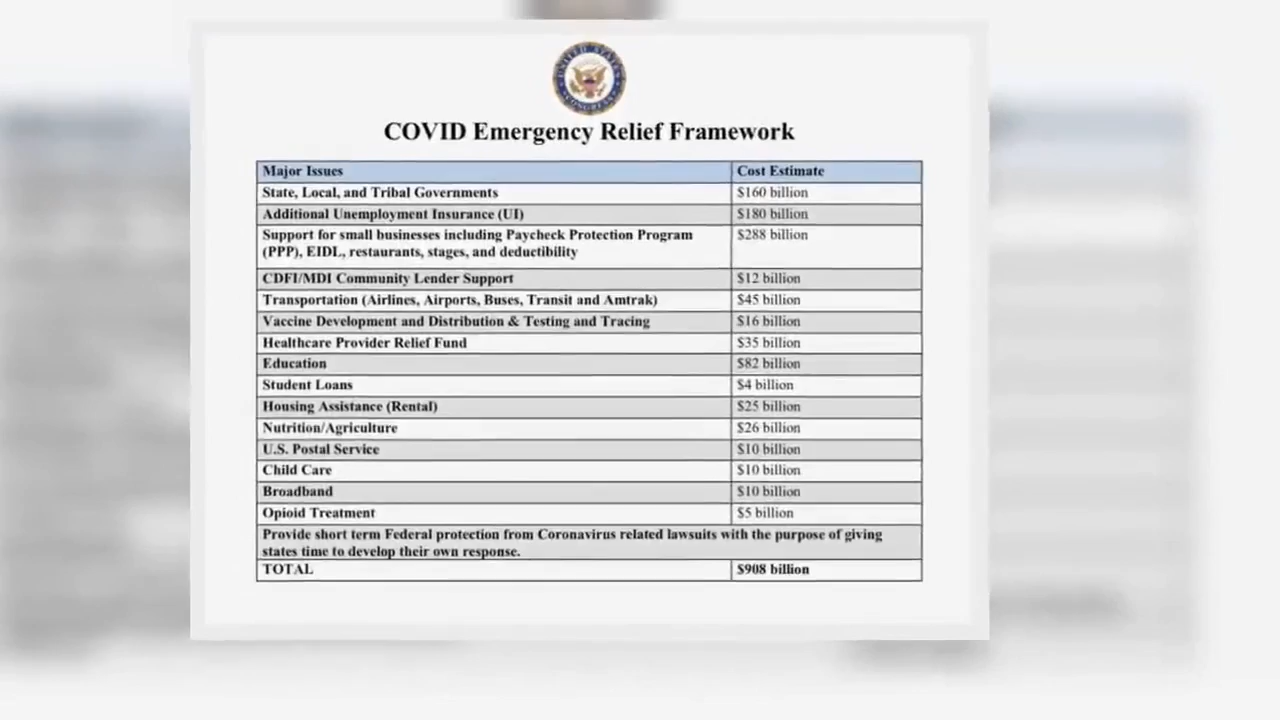 UNITED STATES
CONGRESS
COVID Emergency Relief Framework
Major Issues Cost Estimate
State, Local, and Tribal Governments $160 billion
Additional Unemployment Insurance (UI) $180 billion
Support for small businesses including Paycheck Protection Program $288 billion
(PPP), EIDL, restaurants, stages, and deductibility
CDFI/MDI Community Lender Support $12 billion
Transportation (Airlines, Airports, Buses, Transit and Amtrak) $45 billion
Vaccine Development and Distribution & Testing and Tracing $16 billion
Healthcare Provider Relief Fund $35 billion
Education $82 billion
Student Loans $4 billion
Housing Assistance (Rental) $25 billion
Nutrition/Agriculture $26 billion
U.S. Postal Service $10 billion
Child Care $10 billion
Broadband $10 billion
Opioid Treatment $5 billion
Provide short term Federal protection from Coronavirus related lawsuits with the purpose of giving
states time to develop their own response.
TOTAL $908 billion